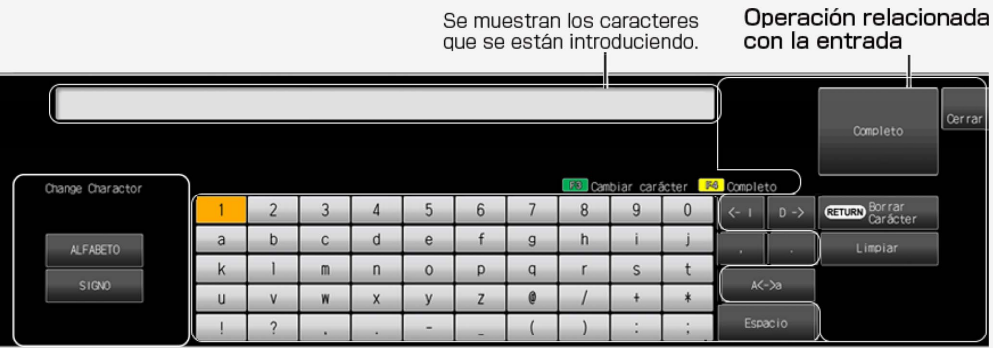 Se muestran los caracteres
que se están introduciendo.
Operación relacionada
con la entrada
Completo
Cerrar
Change Charactor
F3 Cambiar carácter F4 Completo
1 2 3 4 5 6 7 8 9 0
<- I D ->
RETURN Borrar
Carácter
a b c d e f g h i j
, .
Limpiar
ALFABETO
k l m n o p q r s t
A<->a
SIGNO
u v w x y z @ / + *
Espacio
! ? , . - _ ( ) : ;